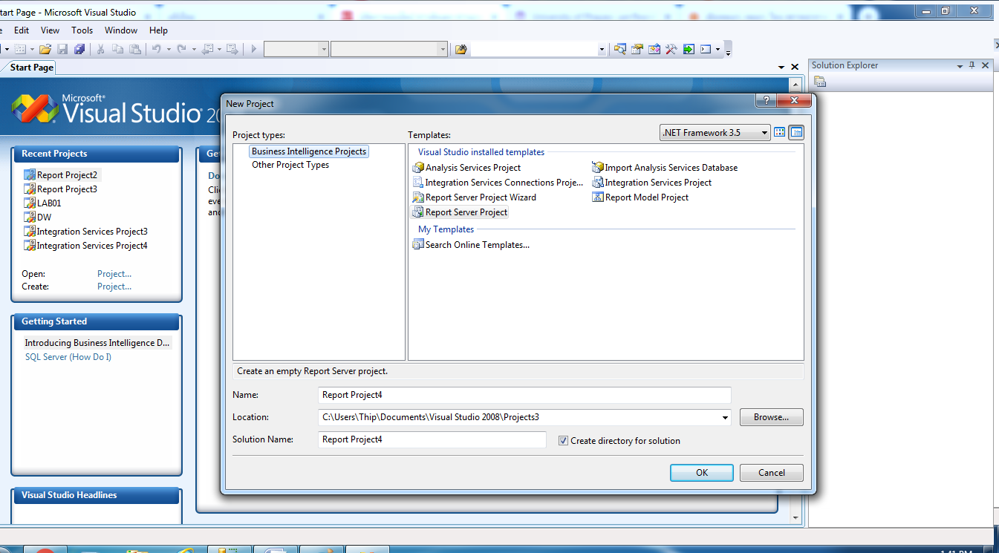 tart Page - Microsoft Visual Studio
e Edit View Tools Window Help
Start Page
Solution Explorer
Microsoft®
Visual Studio® 20
Recent Projects
Report Project2
Report Project3
LAB01
DW
Integration Services Project3
Integration Services Project4
Open: Project...
Create: Project...
Getting Started
Introducing Business Intelligence D...
SQL Server (How Do I)
Visual Studio Headlines
Ge
Do
Clic
eve
and
New Project
Project types:
Business Intelligence Projects
Other Project Types
Templates:
.NET Framework 3.5
Visual Studio installed templates
Analysis Services Project
Import Analysis Services Database
Integration Services Connections Proje...
Integration Services Project
Report Server Project Wizard
Report Model Project
Report Server Project
My Templates
Search Online Templates...
Create an empty Report Server project.
Name: Report Project4
Location: C:\Users\Thip\Documents\Visual Studio 2008\Projects3
Browse...
Solution Name: Report Project4
Create directory for solution
OK
Cancel
1:41 PM